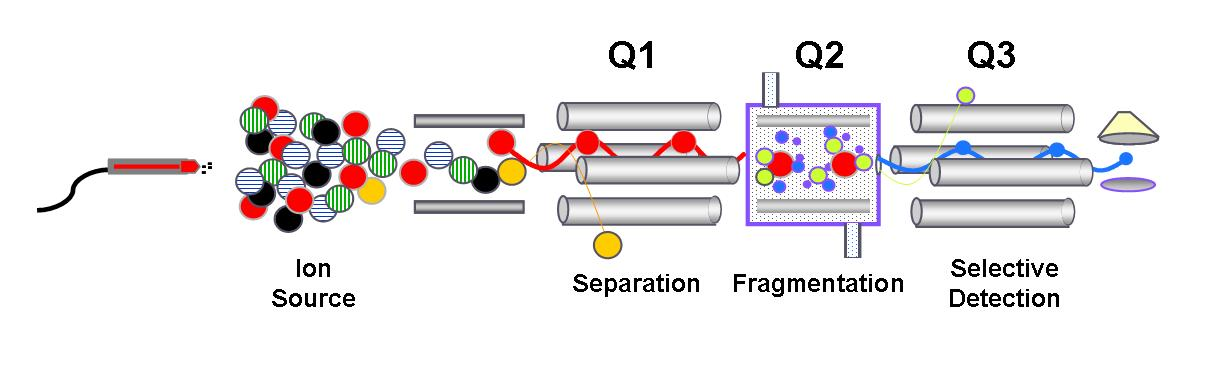 Q1
Q2
Q3
Ion
Source
Separation
Fragmentation
Selective
Detection